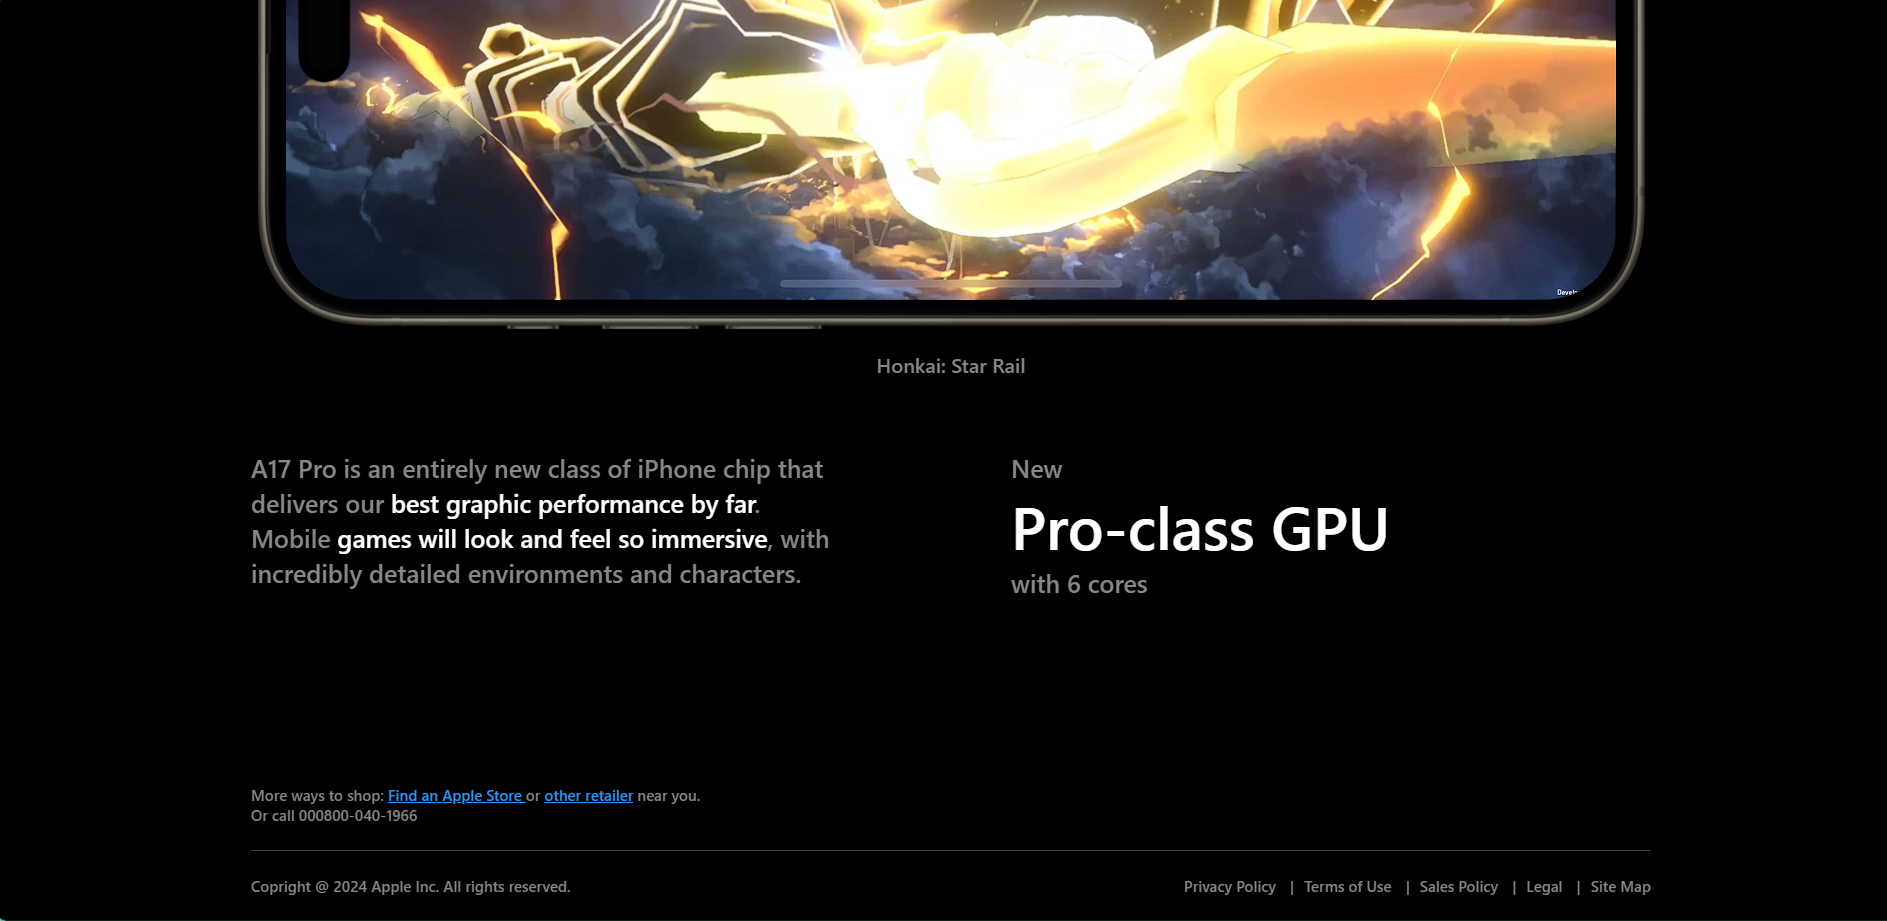 Honkai: Star Rail
A17 Pro is an entirely new class of iPhone chip that
delivers our best graphic performance by far.
Mobile games will look and feel so immersive, with
incredibly detailed environments and characters.
New
Pro-class GPU
with 6 cores
More ways to shop: Find an Apple Store or other retailer near you.
Or call 000800-040-1966
Copright @ 2024 Apple Inc. All rights reserved.
Privacy Policy | Terms of Use | Sales Policy | Legal | Site Map